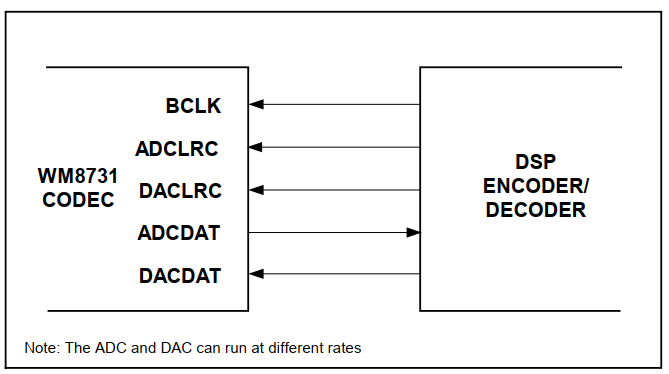 BCLK
ADCLRC
WM8731
CODEC
DACLRC
ADCDAT
DACDAT
DSP
ENCODER/
DECODER
Note: The ADC and DAC can run at different rates